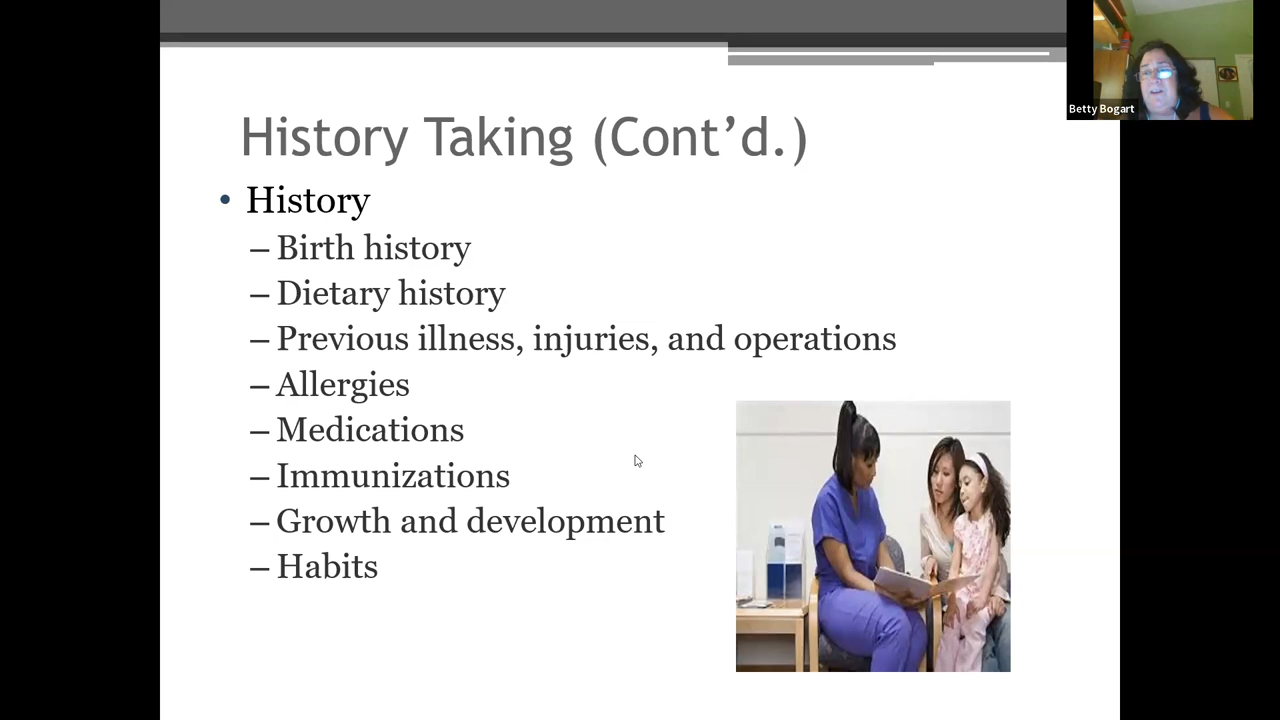 Betty Bogart
History Taking (Cont’d.)
• History
– Birth history
– Dietary history
– Previous illness, injuries, and operations
– Allergies
– Medications
– Immunizations
– Growth and development
– Habits